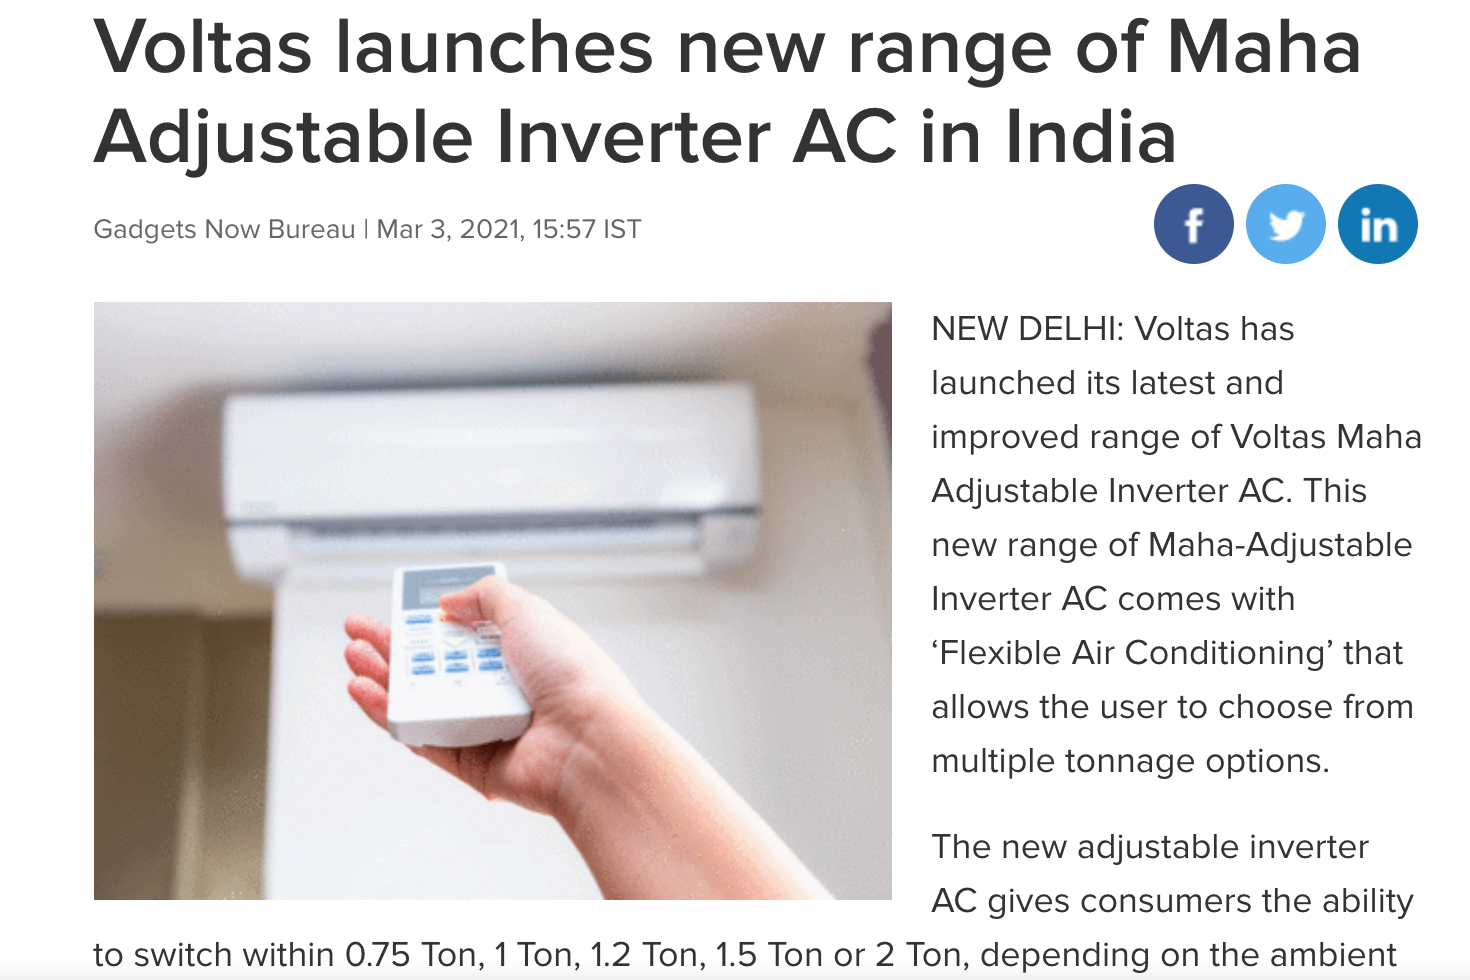 Voltas launches new range of Maha
Adjustable Inverter AC in India
Gadgets Now Bureau | Mar 3, 2021, 15:57 IST
NEW DELHI: Voltas has
launched its latest and
improved range of Voltas Maha
Adjustable Inverter AC. This
new range of Maha-Adjustable
Inverter AC comes with
‘Flexible Air Conditioning’ that
allows the user to choose from
multiple tonnage options.
The new adjustable inverter
AC gives consumers the ability
to switch within 0.75 Ton, 1 Ton, 1.2 Ton, 1.5 Ton or 2 Ton, depending on the ambient